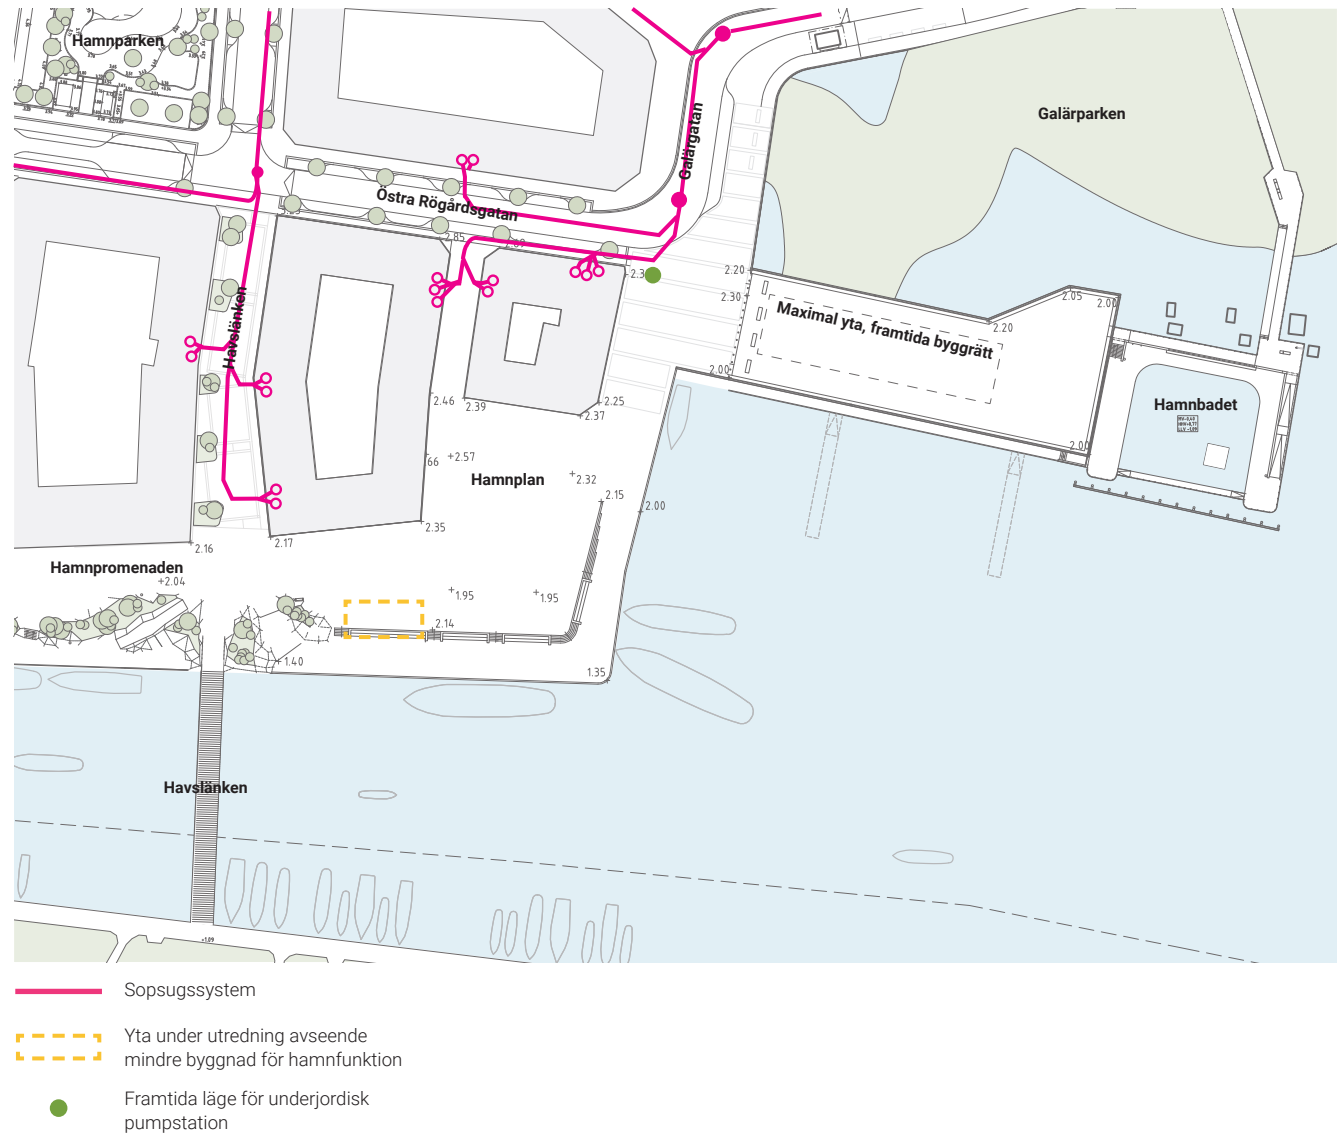 Hamnparken
Galärparken
Galärgatan
Östra Rögårdsgatan
2.85
2.20
2.30
2.05
2.00
2.20
Maximal yta, framtida byggrätt
Havslänken
2.00
2.46
2.39
2.25
2.37
Hamnbadet
2.00
66
+2.57
Hamnplan
+2.32
2.15
2.00
2.35
2.16
2.17
Hamnpromenaden
+2.04
+1.95
+1.95
2.14
1.40
1.35
Havslänken
+1.09
Sopsugssystem
Yta under utredning avseende
mindre byggnad för hamnfunktion
Framtida läge för underjordisk
pumpstation